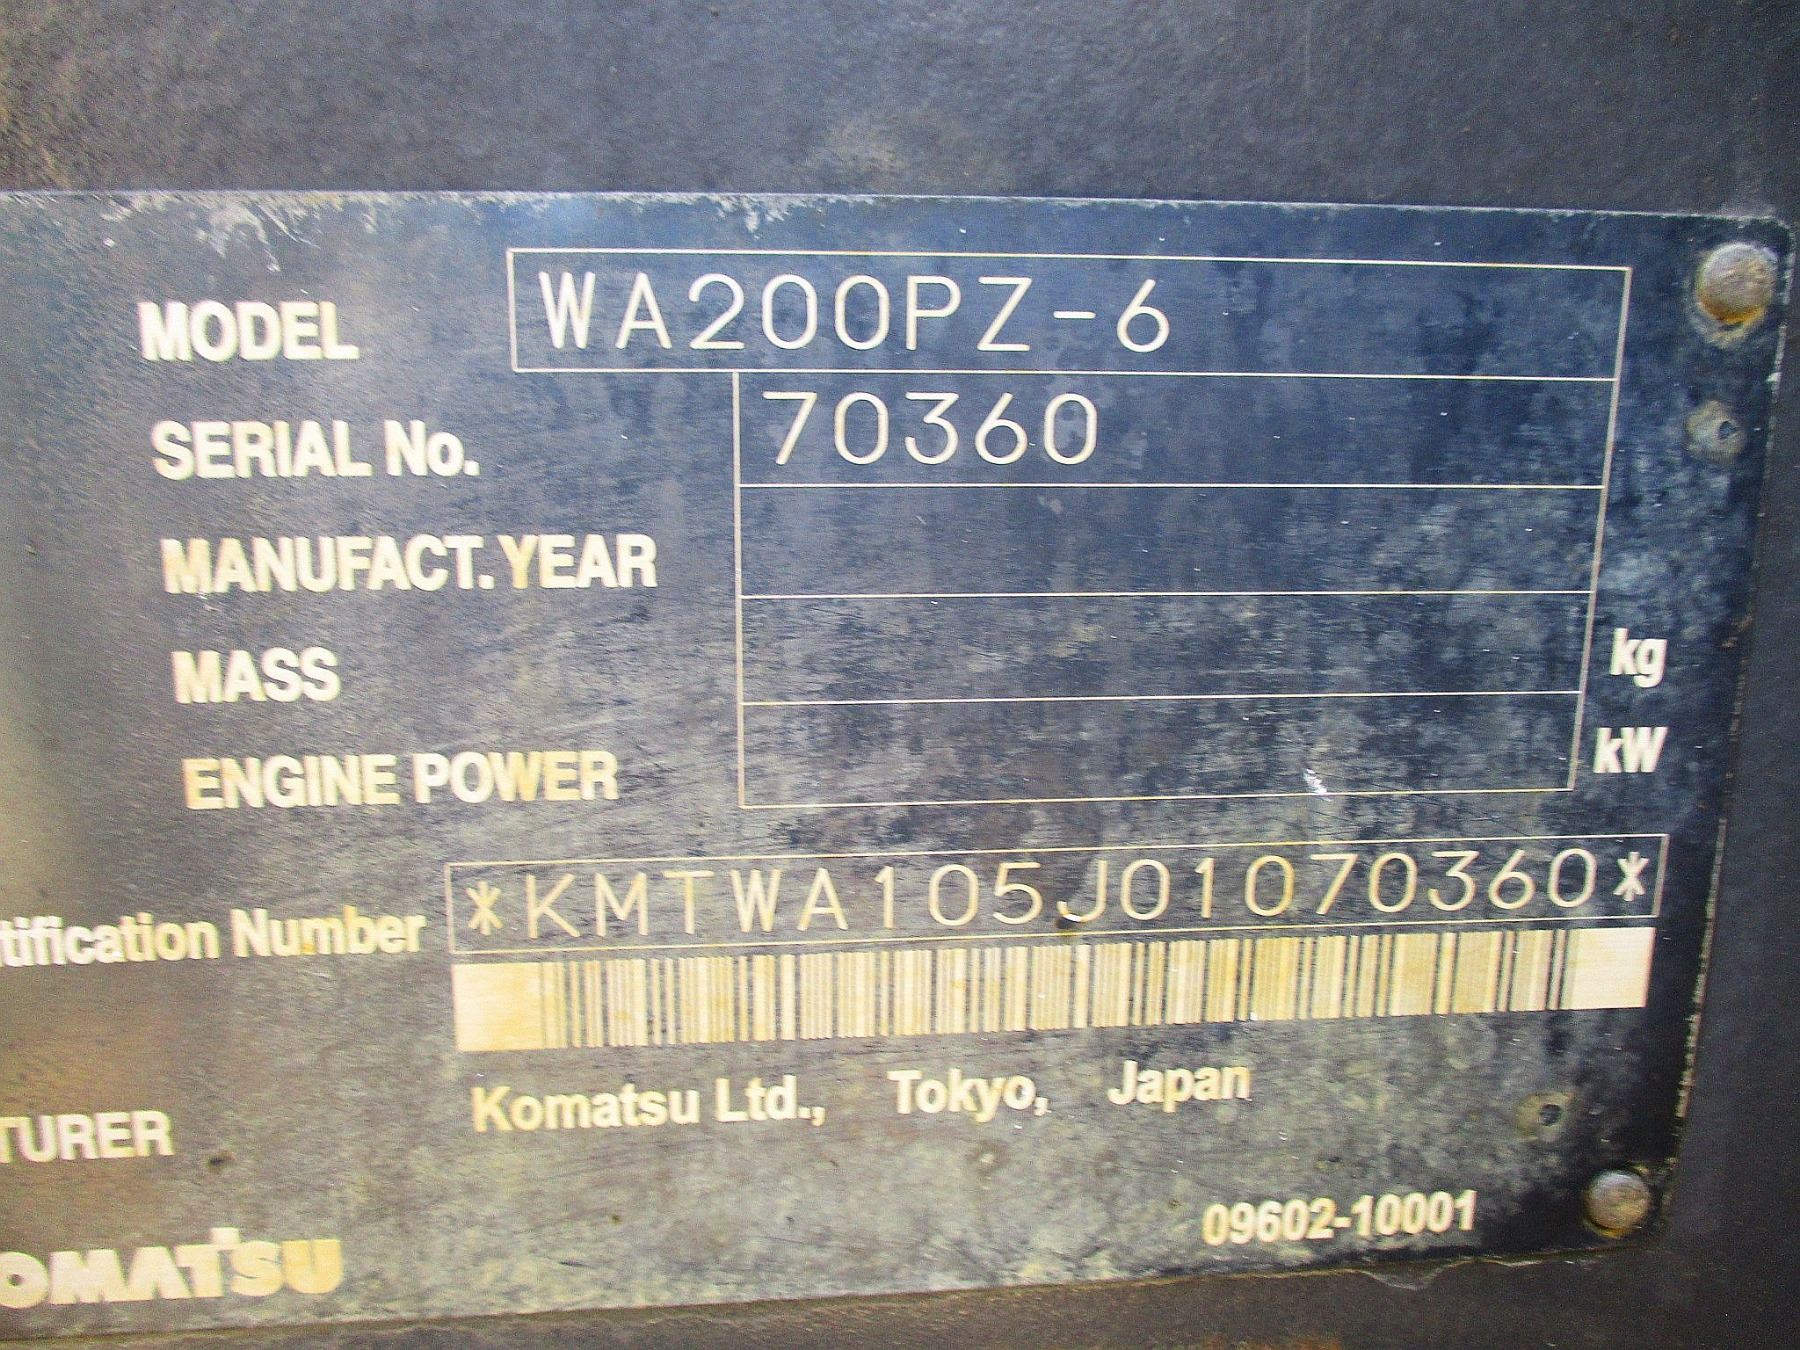 MODEL WA200PZ-6
SERIAL No. 70360
MANUFACT. YEAR
MASS kg
ENGINE POWER kW
tification Number *KMTWA105J01070360*
TURER Komatsu Ltd., Tokyo, Japan
09602-10001
OMATSU